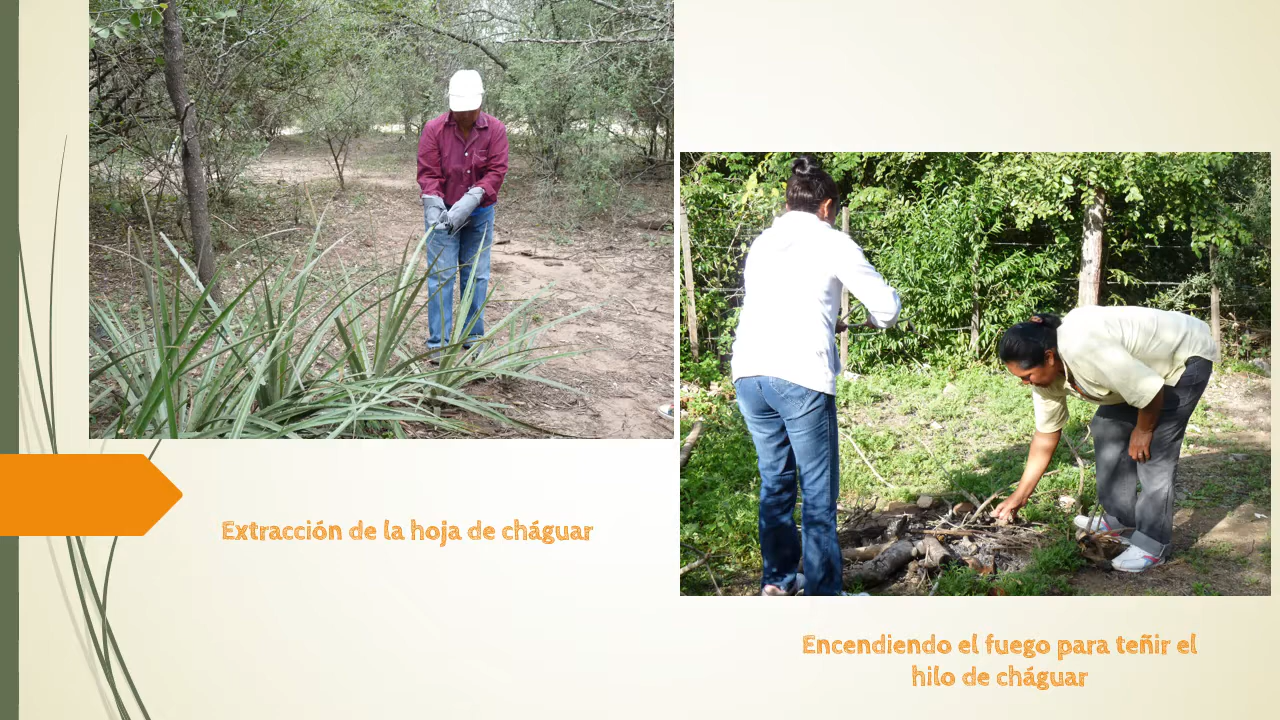 Extracción de la hoja de cháguar
Encendiendo el fuego para teñir el
hilo de cháguar